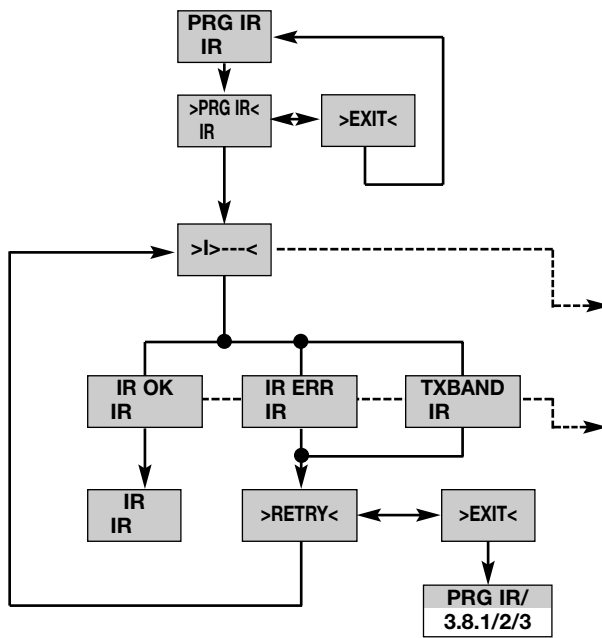 PRG IR
IR
>PRG IR<
IR
>EXIT<
>I>----<
IR OK
IR
IR ERR
IR
TXBAND
IR
IR
IR
>RETRY<
>EXIT<
PRG IR/
3.8.1/2/3